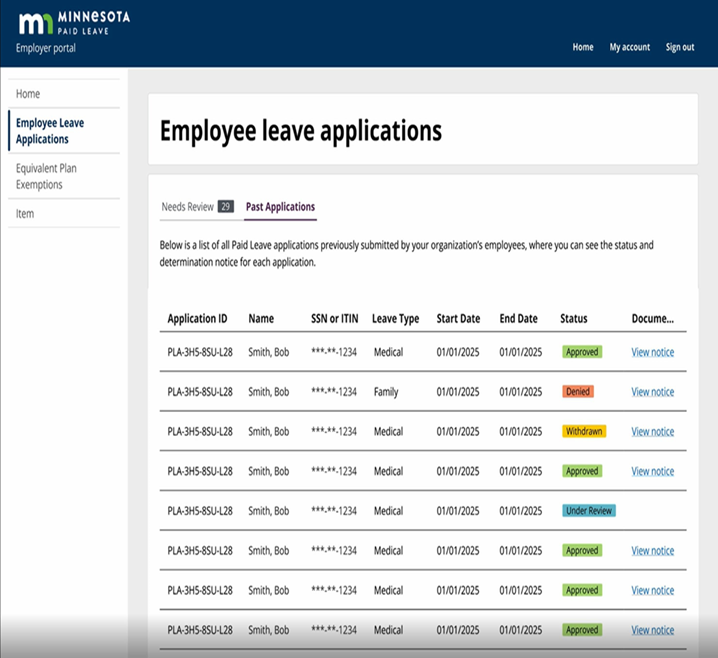 MINNESOTA
PAID LEAVE
Employer portal
Home My account Sign out
Home
Employee Leave
Applications
Equivalent Plan
Exemptions
Item
Employee leave applications
Needs Review 29 Past Applications
Below is a list of all Paid Leave applications previously submitted by your organization's employees, where you can see the status and
determination notice for each application.
Application ID Name SSN or ITIN Leave Type Start Date End Date Status Docume...
PLA-3H5-8SU-L28 Smith, Bob ***-**-1234 Medical 01/01/2025 01/01/2025 Approved View notice
PLA-3H5-8SU-L28 Smith, Bob ***-**-1234 Family 01/01/2025 01/01/2025 Denied View notice
PLA-3H5-8SU-L28 Smith, Bob ***-**-1234 Medical 01/01/2025 01/01/2025 Withdrawn View notice
PLA-3H5-8SU-L28 Smith, Bob ***-**-1234 Medical 01/01/2025 01/01/2025 Approved View notice
PLA-3H5-8SU-L28 Smith, Bob ***-**-1234 Medical 01/01/2025 01/01/2025 Under Review
PLA-3H5-8SU-L28 Smith, Bob ***-**-1234 Medical 01/01/2025 01/01/2025 Approved View notice
PLA-3H5-8SU-L28 Smith, Bob ***-**-1234 Medical 01/01/2025 01/01/2025 Approved View notice
PLA-3H5-8SU-L28 Smith, Bob ***-**-1234 Medical 01/01/2025 01/01/2025 Approved View notice